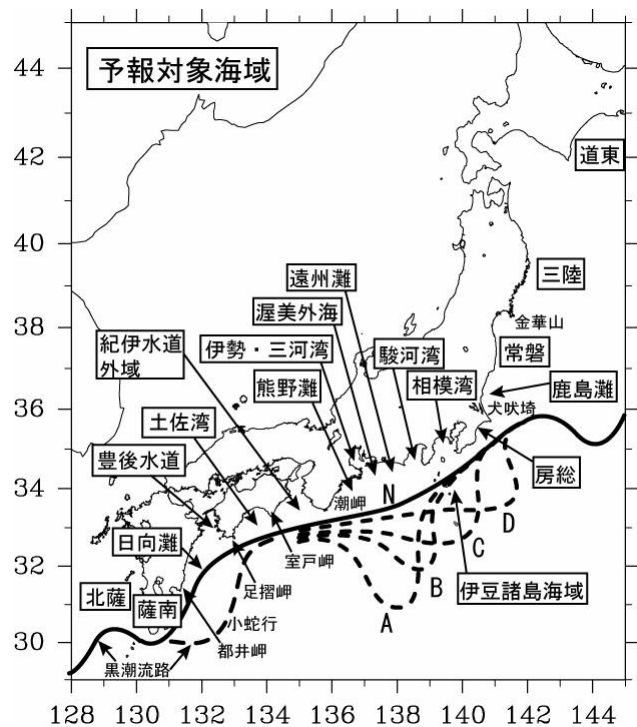 予報対象海域
44
42
40
38
36
34
32
30
128
130
132
134
136
138
140
142
144
道東
三陸
金華山
常磐
鹿島灘
犬吠埼
房総
遠州灘
渥美外海
伊勢・三河湾
駿河湾
相模湾
紀伊水道
外域
熊野灘
土佐湾
豊後水道
潮岬
N
D
C
B
A
日向灘
室戸岬
足摺岬
伊豆諸島海域
北薩
薩南
小蛇行
都井岬
黒潮流路